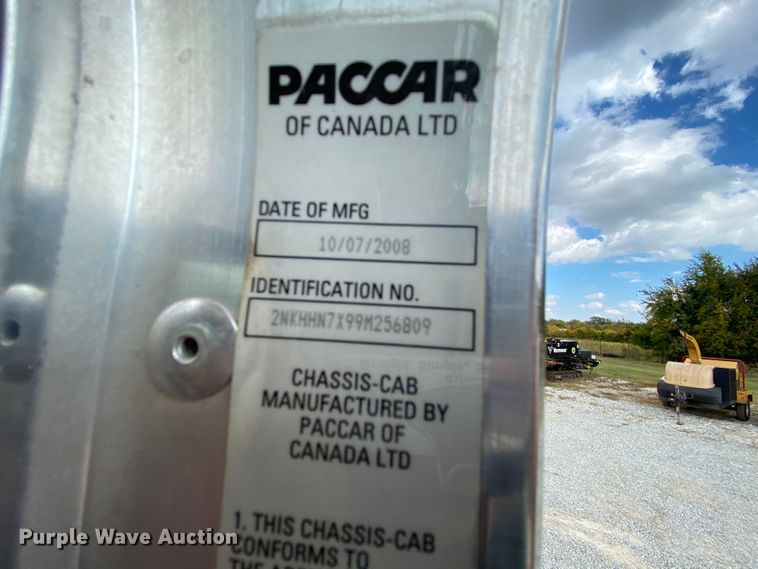 PACCAR
OF CANADA LTD
DATE OF MFG
10/07/2008
IDENTIFICATION NO.
2NKHHN7X99M256809
CHASSIS-CAB
MANUFACTURED BY
PACCAR OF
CANADA LTD
1. THIS CHASSIS-CAB
CONFORMS TO
Purple Wave Auction